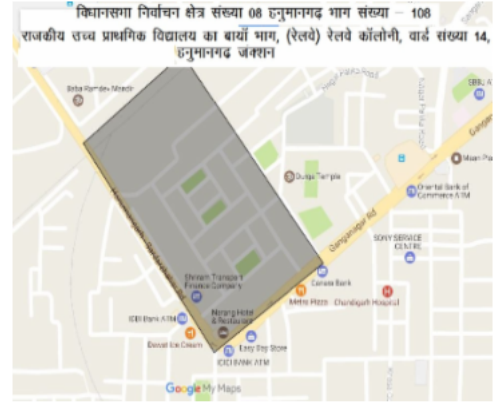 विधानसभा निर्वाचन क्षेत्र संख्या 08 हनुमानगढ़ भाग संख्या – 108
राजकीय उच्च प्राथमिक विद्यालय का बायाँ भाग, (रेलवे) रेलवे कॉलोनी, वार्ड संख्या 14,
हनुमानगढ़ जंक्शन
Baba Ramdev Mandir
Durga Temple
Oriental Bank of
Commerce ATM
Ganganagar Rd
SONY SERVICE
CENTRE
Shriram Transport
Finance Company
Canara Bank
Metro Pizza
Chandigarh Hospital
Narang Hotel
& Restaurant
ICICI Bank ATM
Dewat Ice Cream
Easy Day Store
ICICI BANK ATM
Google My Maps